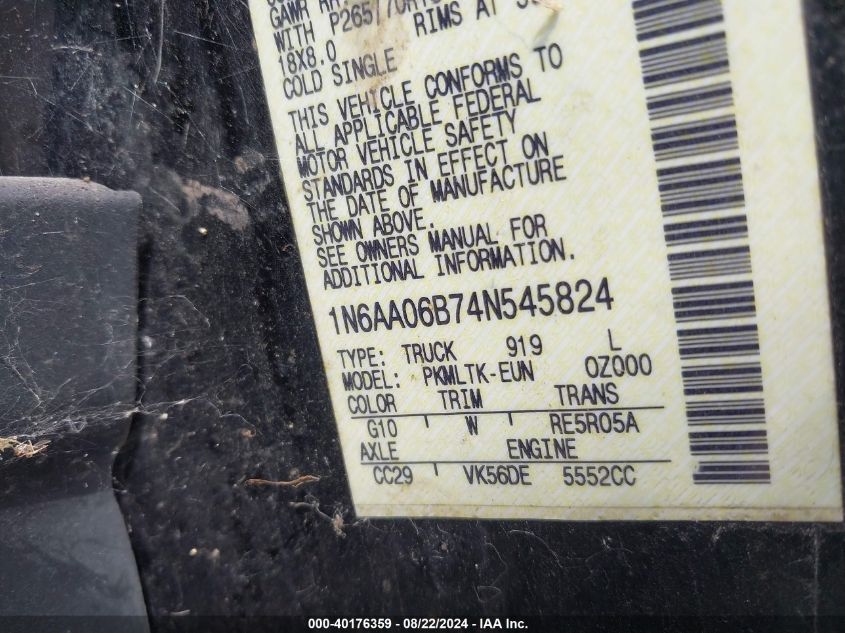 GAWR RR:
WITH P265/70R18
18X8.0 RIMS AT
COLD SINGLE
THIS VEHICLE CONFORMS TO
ALL APPLICABLE FEDERAL
MOTOR VEHICLE SAFETY
STANDARDS IN EFFECT ON
THE DATE OF MANUFACTURE
SHOWN ABOVE.
SEE OWNERS MANUAL FOR
ADDITIONAL INFORMATION.
1N6AA06B74N545824
TYPE: TRUCK 919 L
MODEL: PKMLTK-EUN OZ000
COLOR TRIM TRANS
G10 W RE5R05A
AXLE ENGINE
CC29 VK56DE 5552CC
000-40176359 - 08/22/2024 - IAA Inc.